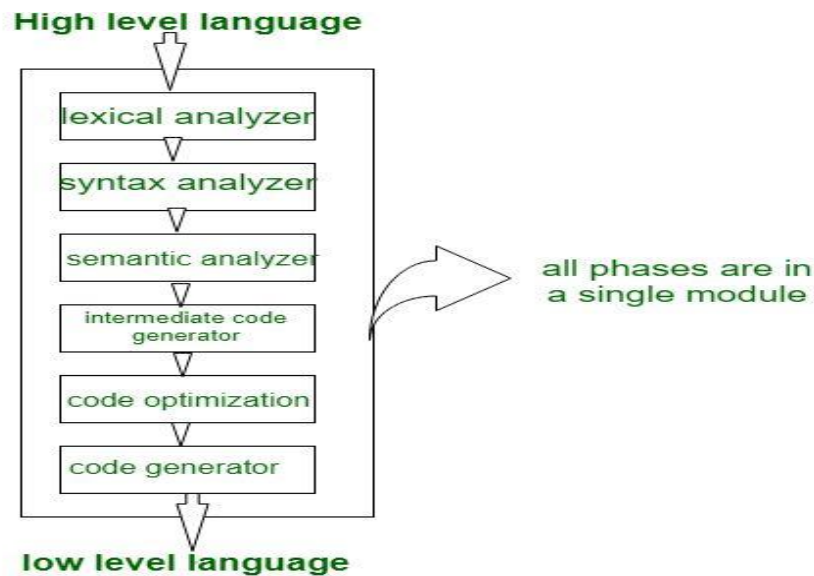 High level language
lexical analyzer
syntax analyzer
semantic analyzer
intermediate code
generator
code optimization
code generator
low level language
all phases are in
a single module